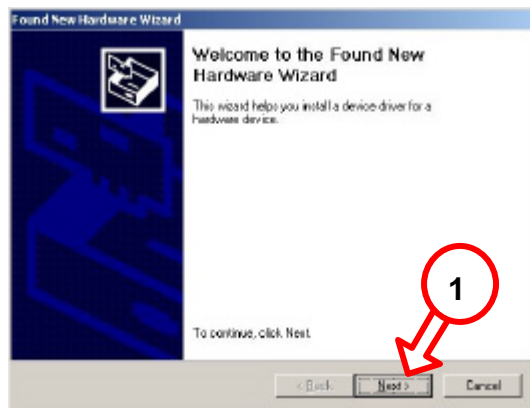 Found New Hardware Wizard
Welcome to the Found New
Hardware Wizard
This wizard helps you install a device driver for a
hardware device.
1
To continue, click Next.
< Back
Next >
Cancel